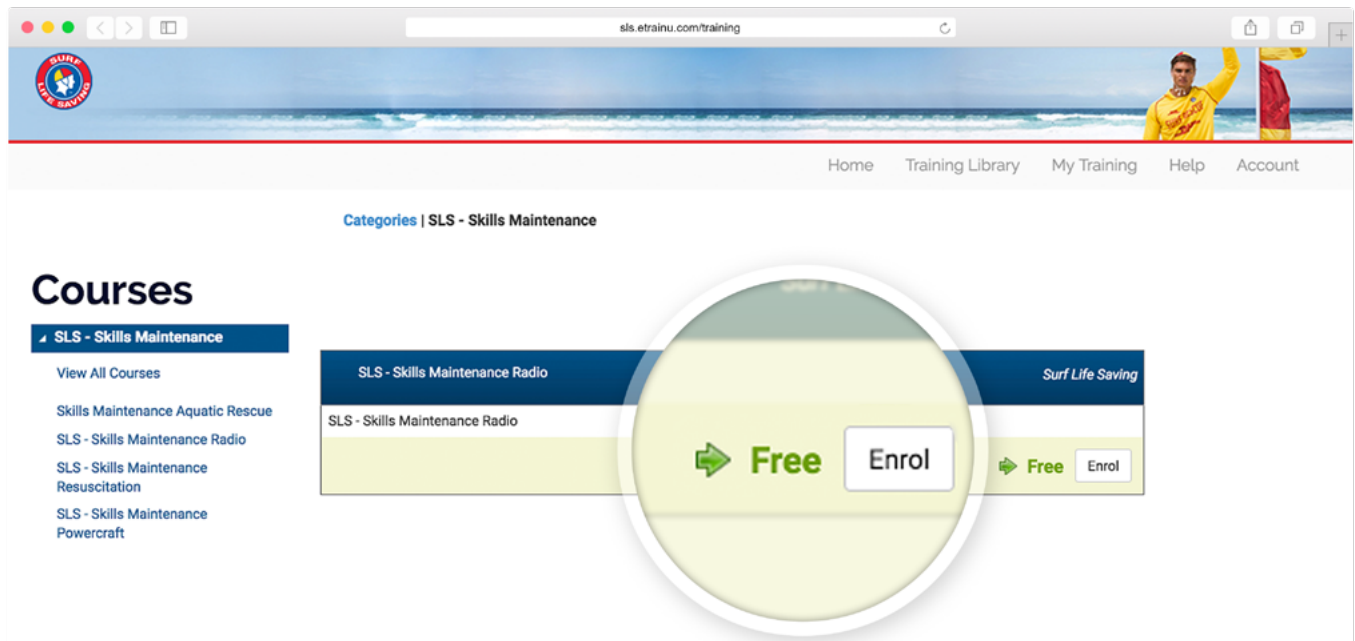 sls.etrainu.com/training
SURF
LIFE SAVING
Home Training Library My Training Help Account
Categories | SLS - Skills Maintenance
Courses
SLS - Skills Maintenance
View All Courses
Skills Maintenance Aquatic Rescue
SLS - Skills Maintenance Radio
SLS - Skills Maintenance
Resuscitation
SLS - Skills Maintenance
Powercraft
SLS - Skills Maintenance Radio
Surf Life Saving
SLS - Skills Maintenance Radio
Free Enrol
Free Enrol